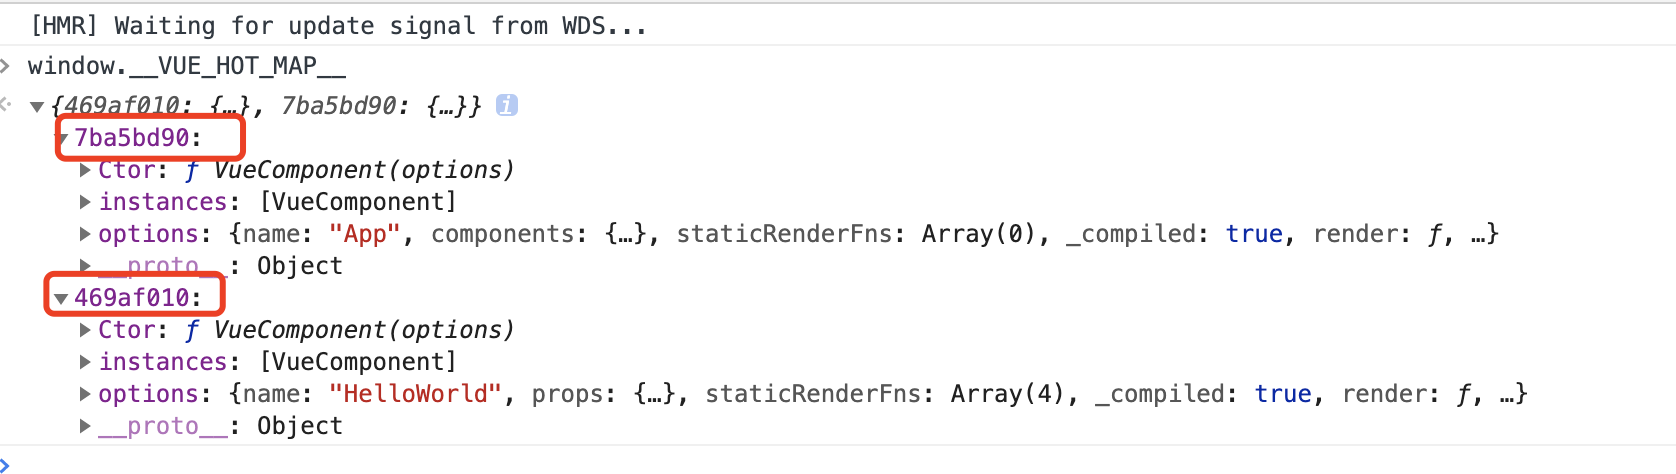 [HMR] Waiting for update signal from WDS...
> window.__VUE_HOT_MAP__
<· ▼ {469af010: {…}, 7ba5bd90: {…}} i
▼ 7ba5bd90:
▶ Ctor: ƒ VueComponent(options)
▶ instances: [VueComponent]
▶ options: {name: "App", components: {…}, staticRenderFns: Array(0), _compiled: true, render: ƒ, …}
▶ __proto__: Object
▼ 469af010:
▶ Ctor: ƒ VueComponent(options)
▶ instances: [VueComponent]
▶ options: {name: "HelloWorld", props: {…}, staticRenderFns: Array(4), _compiled: true, render: ƒ, …}
▶ __proto__: Object
>